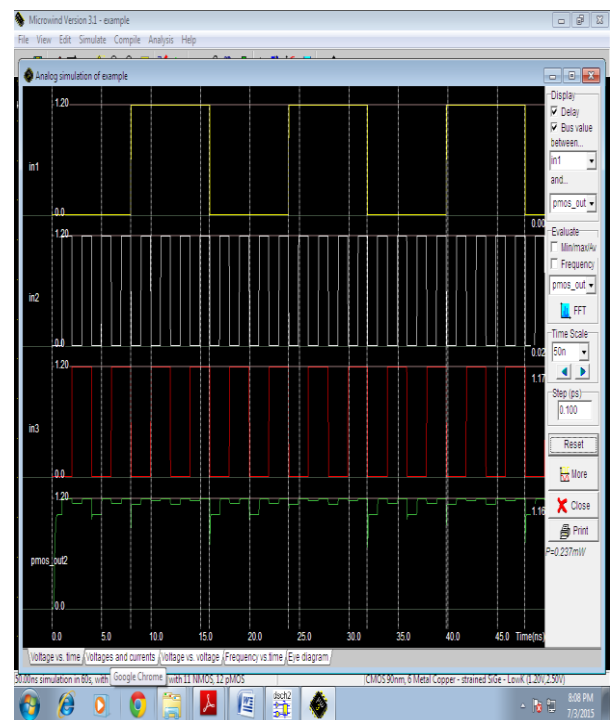 Microwind Version 3.1 - example
File View Edit Simulate Compile Analysis Help
Analog simulation of example
1.20
in1
0.0
0.00
1.20
in2
0.0
0.02
1.20
1.17
in3
0.0
1.20
1.16
pmos_out2
0.0
0.0 5.0 10.0 15.0 20.0 25.0 30.0 35.0 40.0 45.0 Time(ns)
Display
Delay
Bus value
between...
in1
and...
pmos_out
Evaluate
Min/max/Av
Frequency
pmos_out
FFT
Time Scale
50n
Step (ps)
0.100
Reset
More
Close
Print
P=0.237mW
Voltage vs. time Voltages and currents Voltage vs. voltage Frequency vs.time Eye diagram
50.00ns simulation in 60s, with
Google Chrome
with 11 NMOS, 12 pMOS
CMOS 90nm, 6 Metal Copper - strained SiGe - LowK (1.20V,2.50V)
dsch2
8:08 PM
7/3/2015